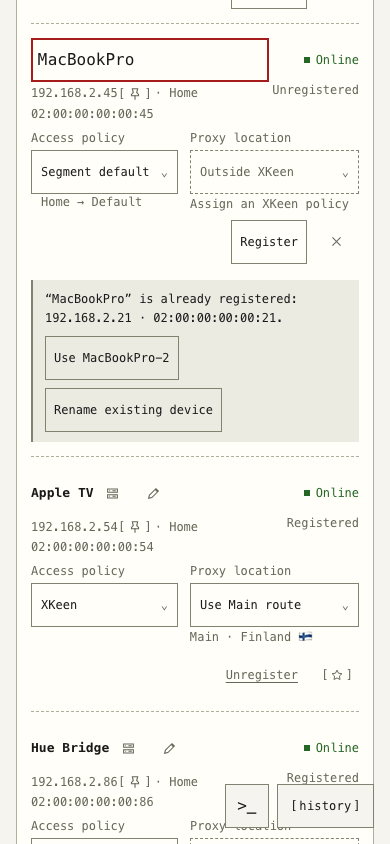 MacBookPro
Online
192.168.2.45[ ]· Home
Unregistered
02:00:00:00:00:45
Access policy
Proxy location
Segment default
Outside XKeen
Home → Default
Assign an XKeen policy
Register
“MacBookPro” is already registered:
192.168.2.21 · 02:00:00:00:00:21.
Use MacBookPro–2
Rename existing device
Apple TV
Online
192.168.2.54[ ]· Home
Registered
02:00:00:00:00:54
Access policy
Proxy location
XKeen
Use Main route
Main · Finland 🇫🇮
Unregister
[ ☆ ]
Hue Bridge
Online
192.168.2.86[ ]· Home
Registered
02:00:00:00:00:86
>_
[history]
Access policy
Proxy location